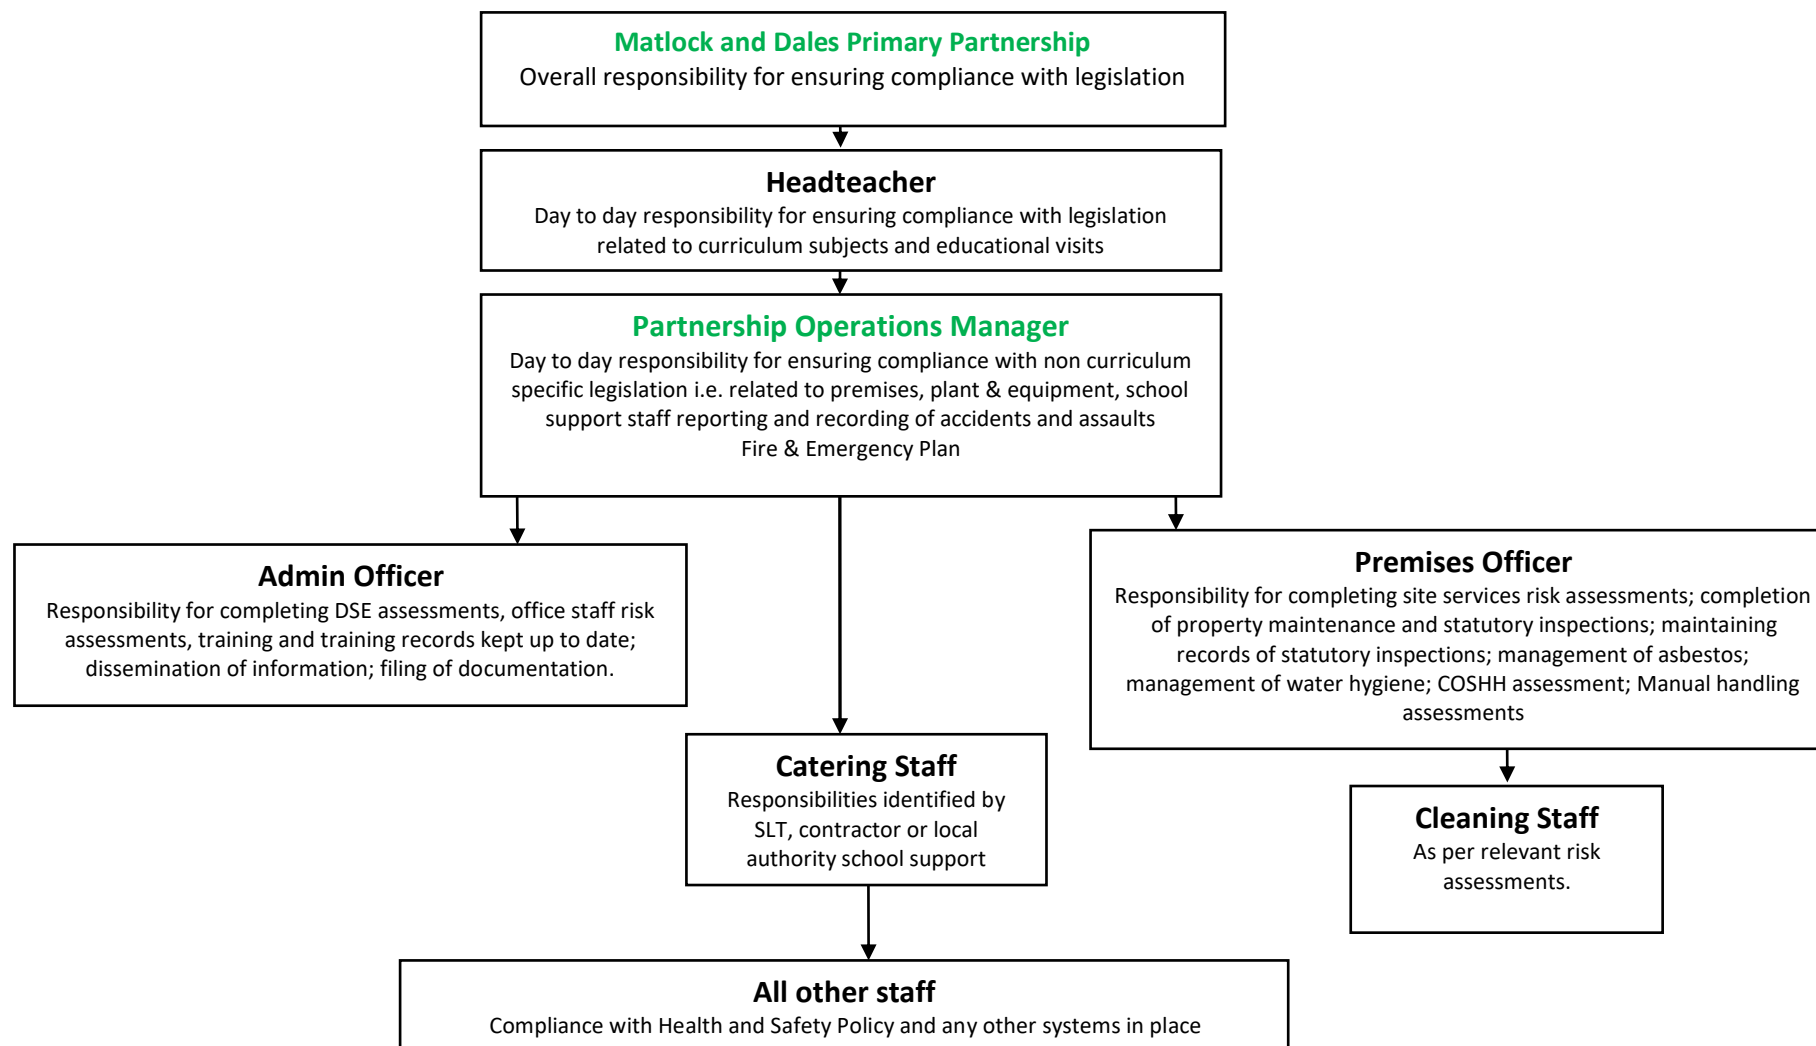 Matlock and Dales Primary Partnership
Overall responsibility for ensuring compliance with legislation
Headteacher
Day to day responsibility for ensuring compliance with legislation
related to curriculum subjects and educational visits
Partnership Operations Manager
Day to day responsibility for ensuring compliance with non curriculum
specific legislation i.e. related to premises, plant & equipment, school
support staff reporting and recording of accidents and assaults
Fire & Emergency Plan
Admin Officer
Responsibility for completing DSE assessments, office staff risk
assessments, training and training records kept up to date;
dissemination of information; filing of documentation.
Premises Officer
Responsibility for completing site services risk assessments; completion
of property maintenance and statutory inspections; maintaining
records of statutory inspections; management of asbestos;
management of water hygiene; COSHH assessment; Manual handling
assessments
Catering Staff
Responsibilities identified by
SLT, contractor or local
authority school support
Cleaning Staff
As per relevant risk
assessments.
All other staff
Compliance with Health and Safety Policy and any other systems in place